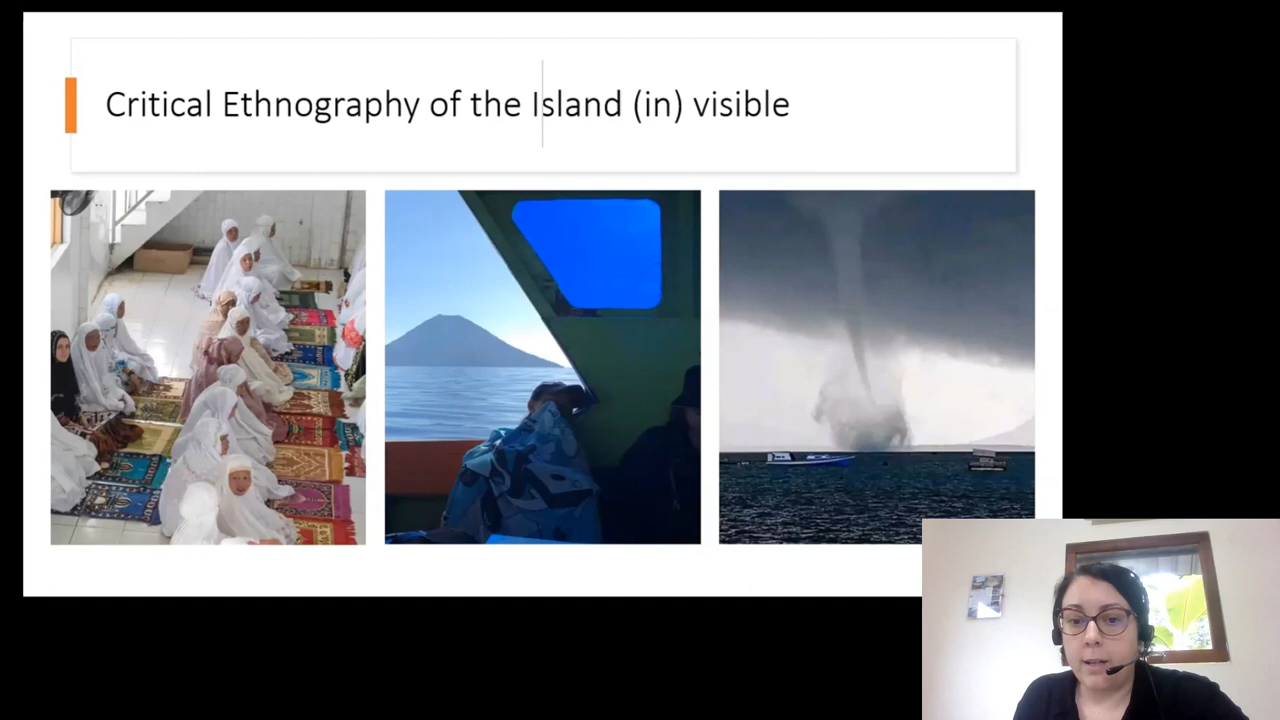 Critical Ethnography of the Island (in) visible